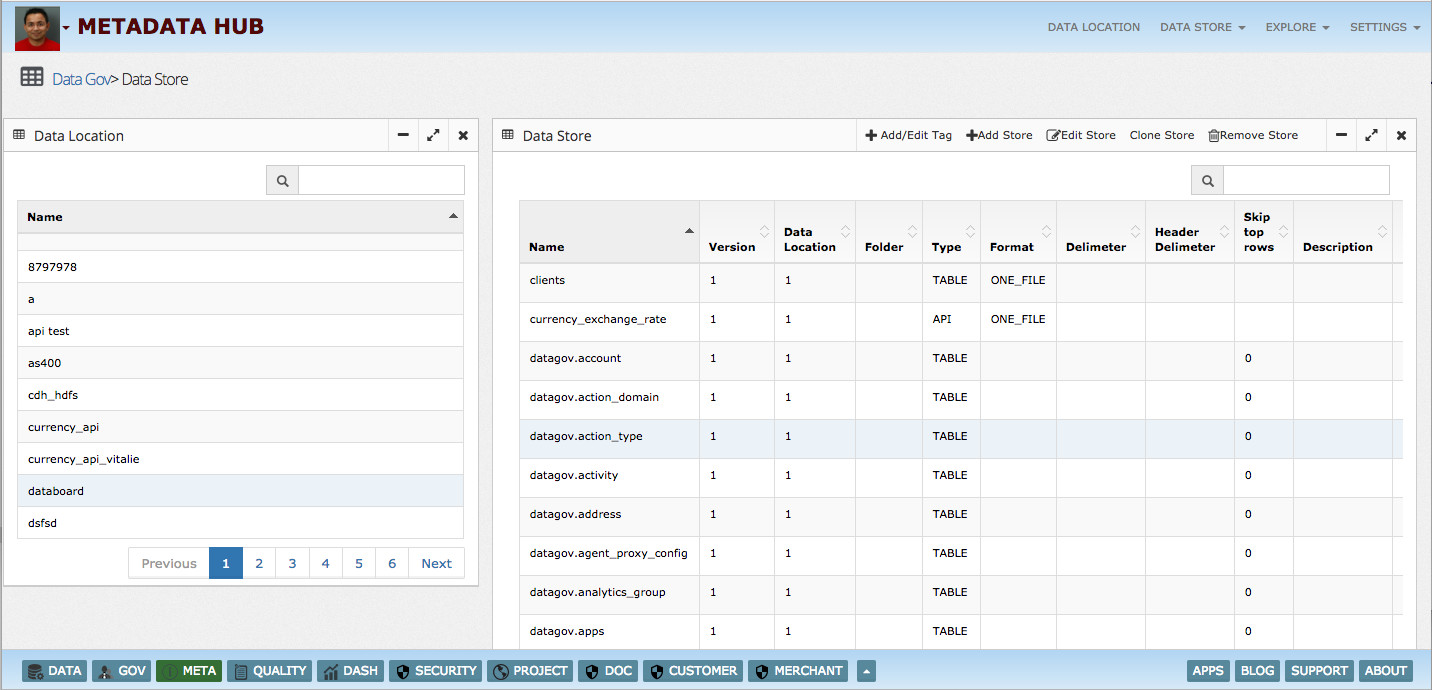 METADATA HUB
DATA LOCATION DATA STORE EXPLORE SETTINGS
Data Gov> Data Store
Data Location
Name
8797978
a
api test
as400
cdh_hdfs
currency_api
currency_api_vitalie
databoard
dsfsd
Previous 1 2 3 4 5 6 Next
Data Store Add/Edit Tag Add Store Edit Store Clone Store Remove Store
Name Version Data Location Folder Type Format Delimeter Header Delimeter Skip top rows Description
clients 1 1 TABLE ONE_FILE
currency_exchange_rate 1 1 API ONE_FILE
datagov.account 1 1 TABLE 0
datagov.action_domain 1 1 TABLE 0
datagov.action_type 1 1 TABLE 0
datagov.activity 1 1 TABLE 0
datagov.address 1 1 TABLE 0
datagov.agent_proxy_config 1 1 TABLE 0
datagov.analytics_group 1 1 TABLE 0
datagov.apps 1 1 TABLE 0
DATA GOV META QUALITY DASH SECURITY PROJECT DOC CUSTOMER MERCHANT APPS BLOG SUPPORT ABOUT